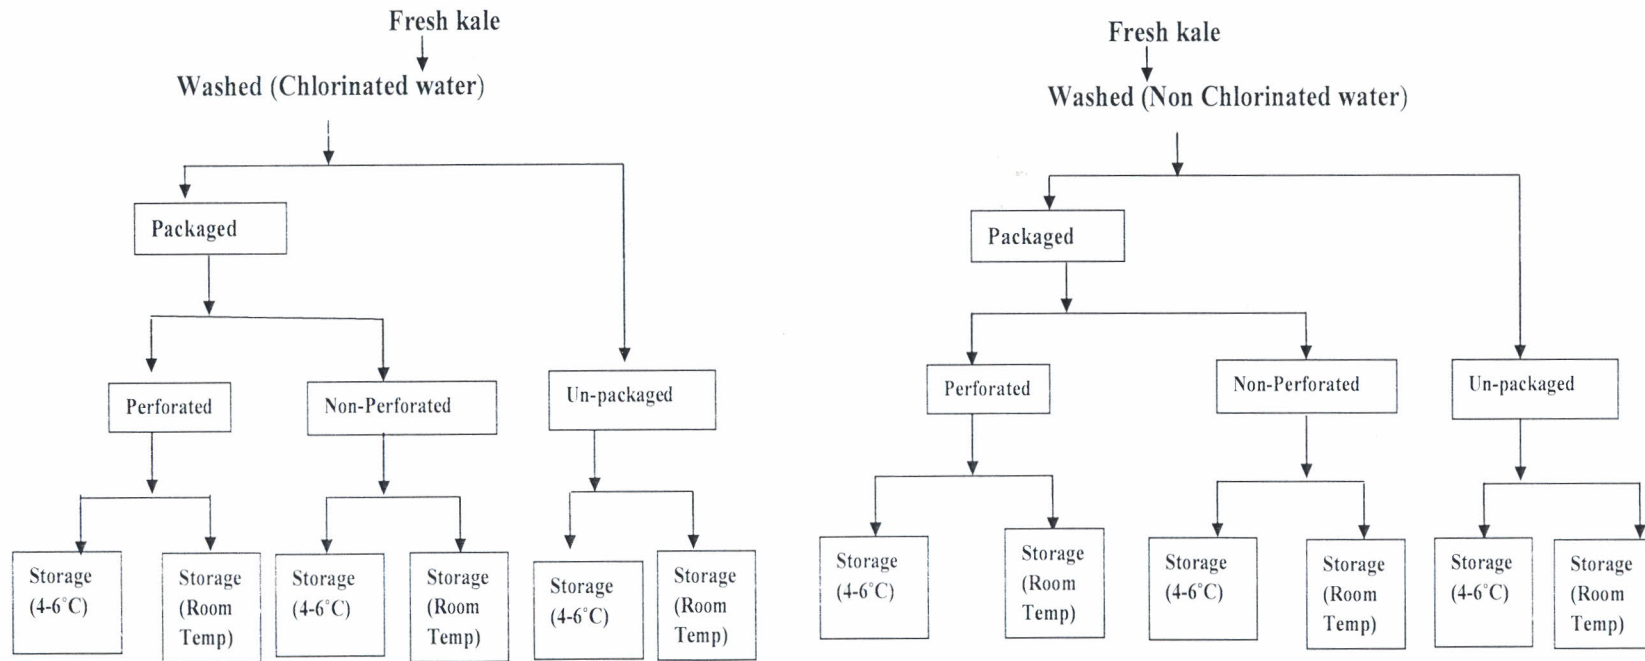 Fresh kale
Washed (Chlorinated water)
Packaged
Perforated
Non-Perforated
Un-packaged
Storage
(4-6°C)
Storage
(Room
Temp)
Storage
(4-6°C)
Storage
(Room
Temp)
Storage
(4-6°C)
Storage
(Room
Temp)
Fresh kale
Washed (Non Chlorinated water)
Packaged
Perforated
Non-Perforated
Un-packaged
Storage
(4-6°C)
Storage
(Room
Temp)
Storage
(4-6°C)
Storage
(Room
Temp)
Storage
(4-6°C)
Storage
(Room
Temp)